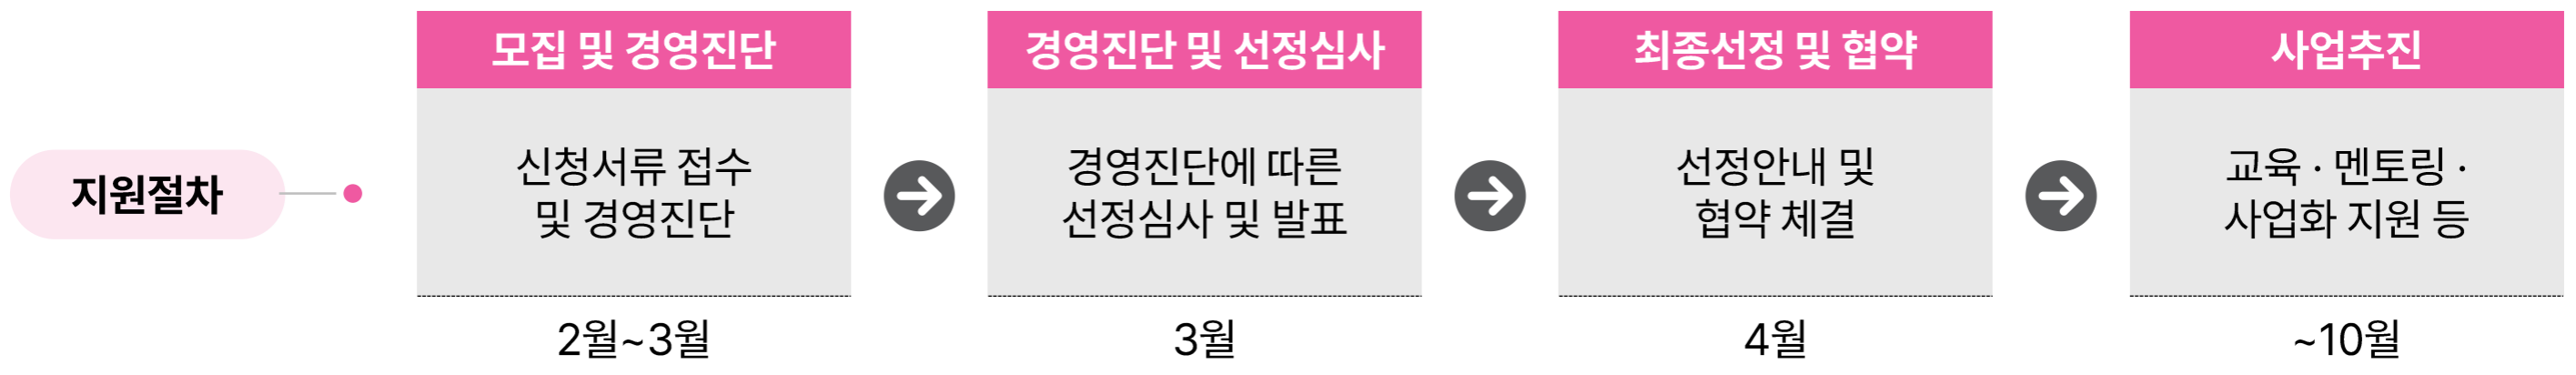 지원절차
모집 및 경영진단
신청서류 접수
및 경영진단
2월~3월
경영진단 및 선정심사
경영진단에 따른
선정심사 및 발표
3월
최종선정 및 협약
선정안내 및
협약 체결
4월
사업추진
교육 · 멘토링 ·
사업화 지원 등
~10월